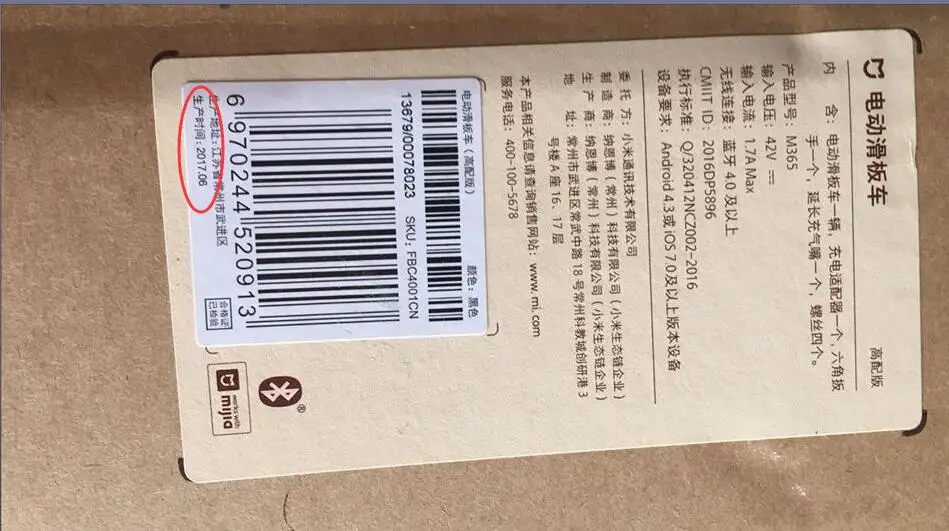 电动滑板车
高配版
内 含：电动滑板车一辆，充电适配器一个，六角扳
手一个，延长充气嘴一个，螺丝四个。
产品型号：M365
输入电压：42V
输入电流：1.7A Max
无线连接：蓝牙 4.0 及以上
CMIIT ID：2016DP5896
执行标准：Q/320412NCZ002-2016
设备要求：Android 4.3或 iOS 7.0及以上版本设备
委托方：小米通讯技术有限公司
制造商：纳恩博（常州）科技有限公司（小米生态链企业）
生产商：纳恩博（常州）科技有限公司（小米生态链企业）
地 址：常州市武进区常武中路 18 号常州科教城创研港 3
号楼 A 座 16、17 层
服务电话：400-100-5678
本产品相关信息请查询销售网站：www.mi.com
电动滑板车（高配版）
颜色：黑色
13679/00078023
SKU：FBC4001CN
6 970244 520913
生产地址：江苏省常州市武进区
生产时间：2017.06
合格证
已检验
works with
mijia
®